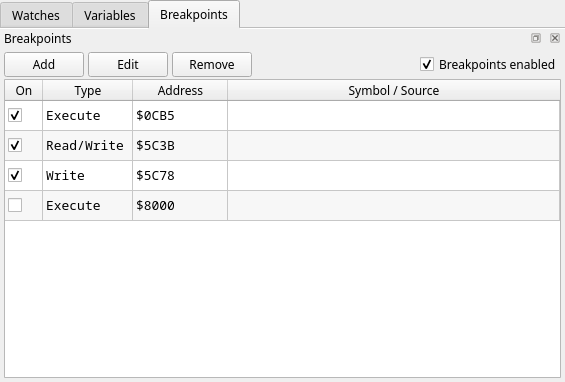 Watches Variables Breakpoints
Breakpoints
Add Edit Remove Breakpoints enabled
On Type Address Symbol / Source
Execute $0CB5
Read/Write $5C3B
Write $5C78
Execute $8000